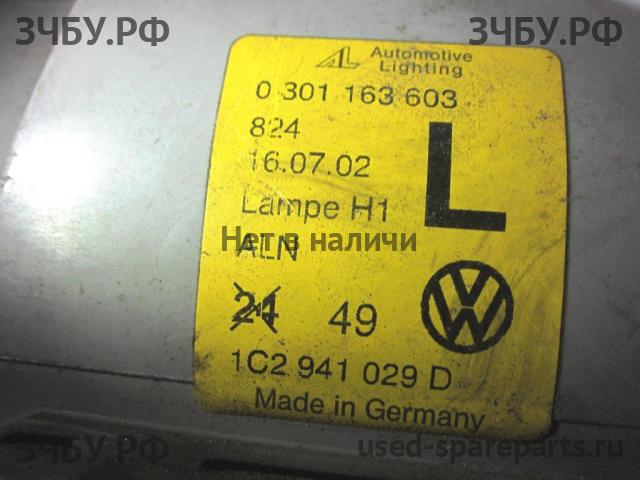 ЗЧБУ.РФ ЗЧБУ.РФ
AL Automotive
Lighting
0 301 163 603
824
16.07.02
L
Lampe H1
Нет в наличи
ALN
24 49
VW
1C2 941 029 D
Made in Germany
ЗЧБУ.РФ used-spareparts.ru